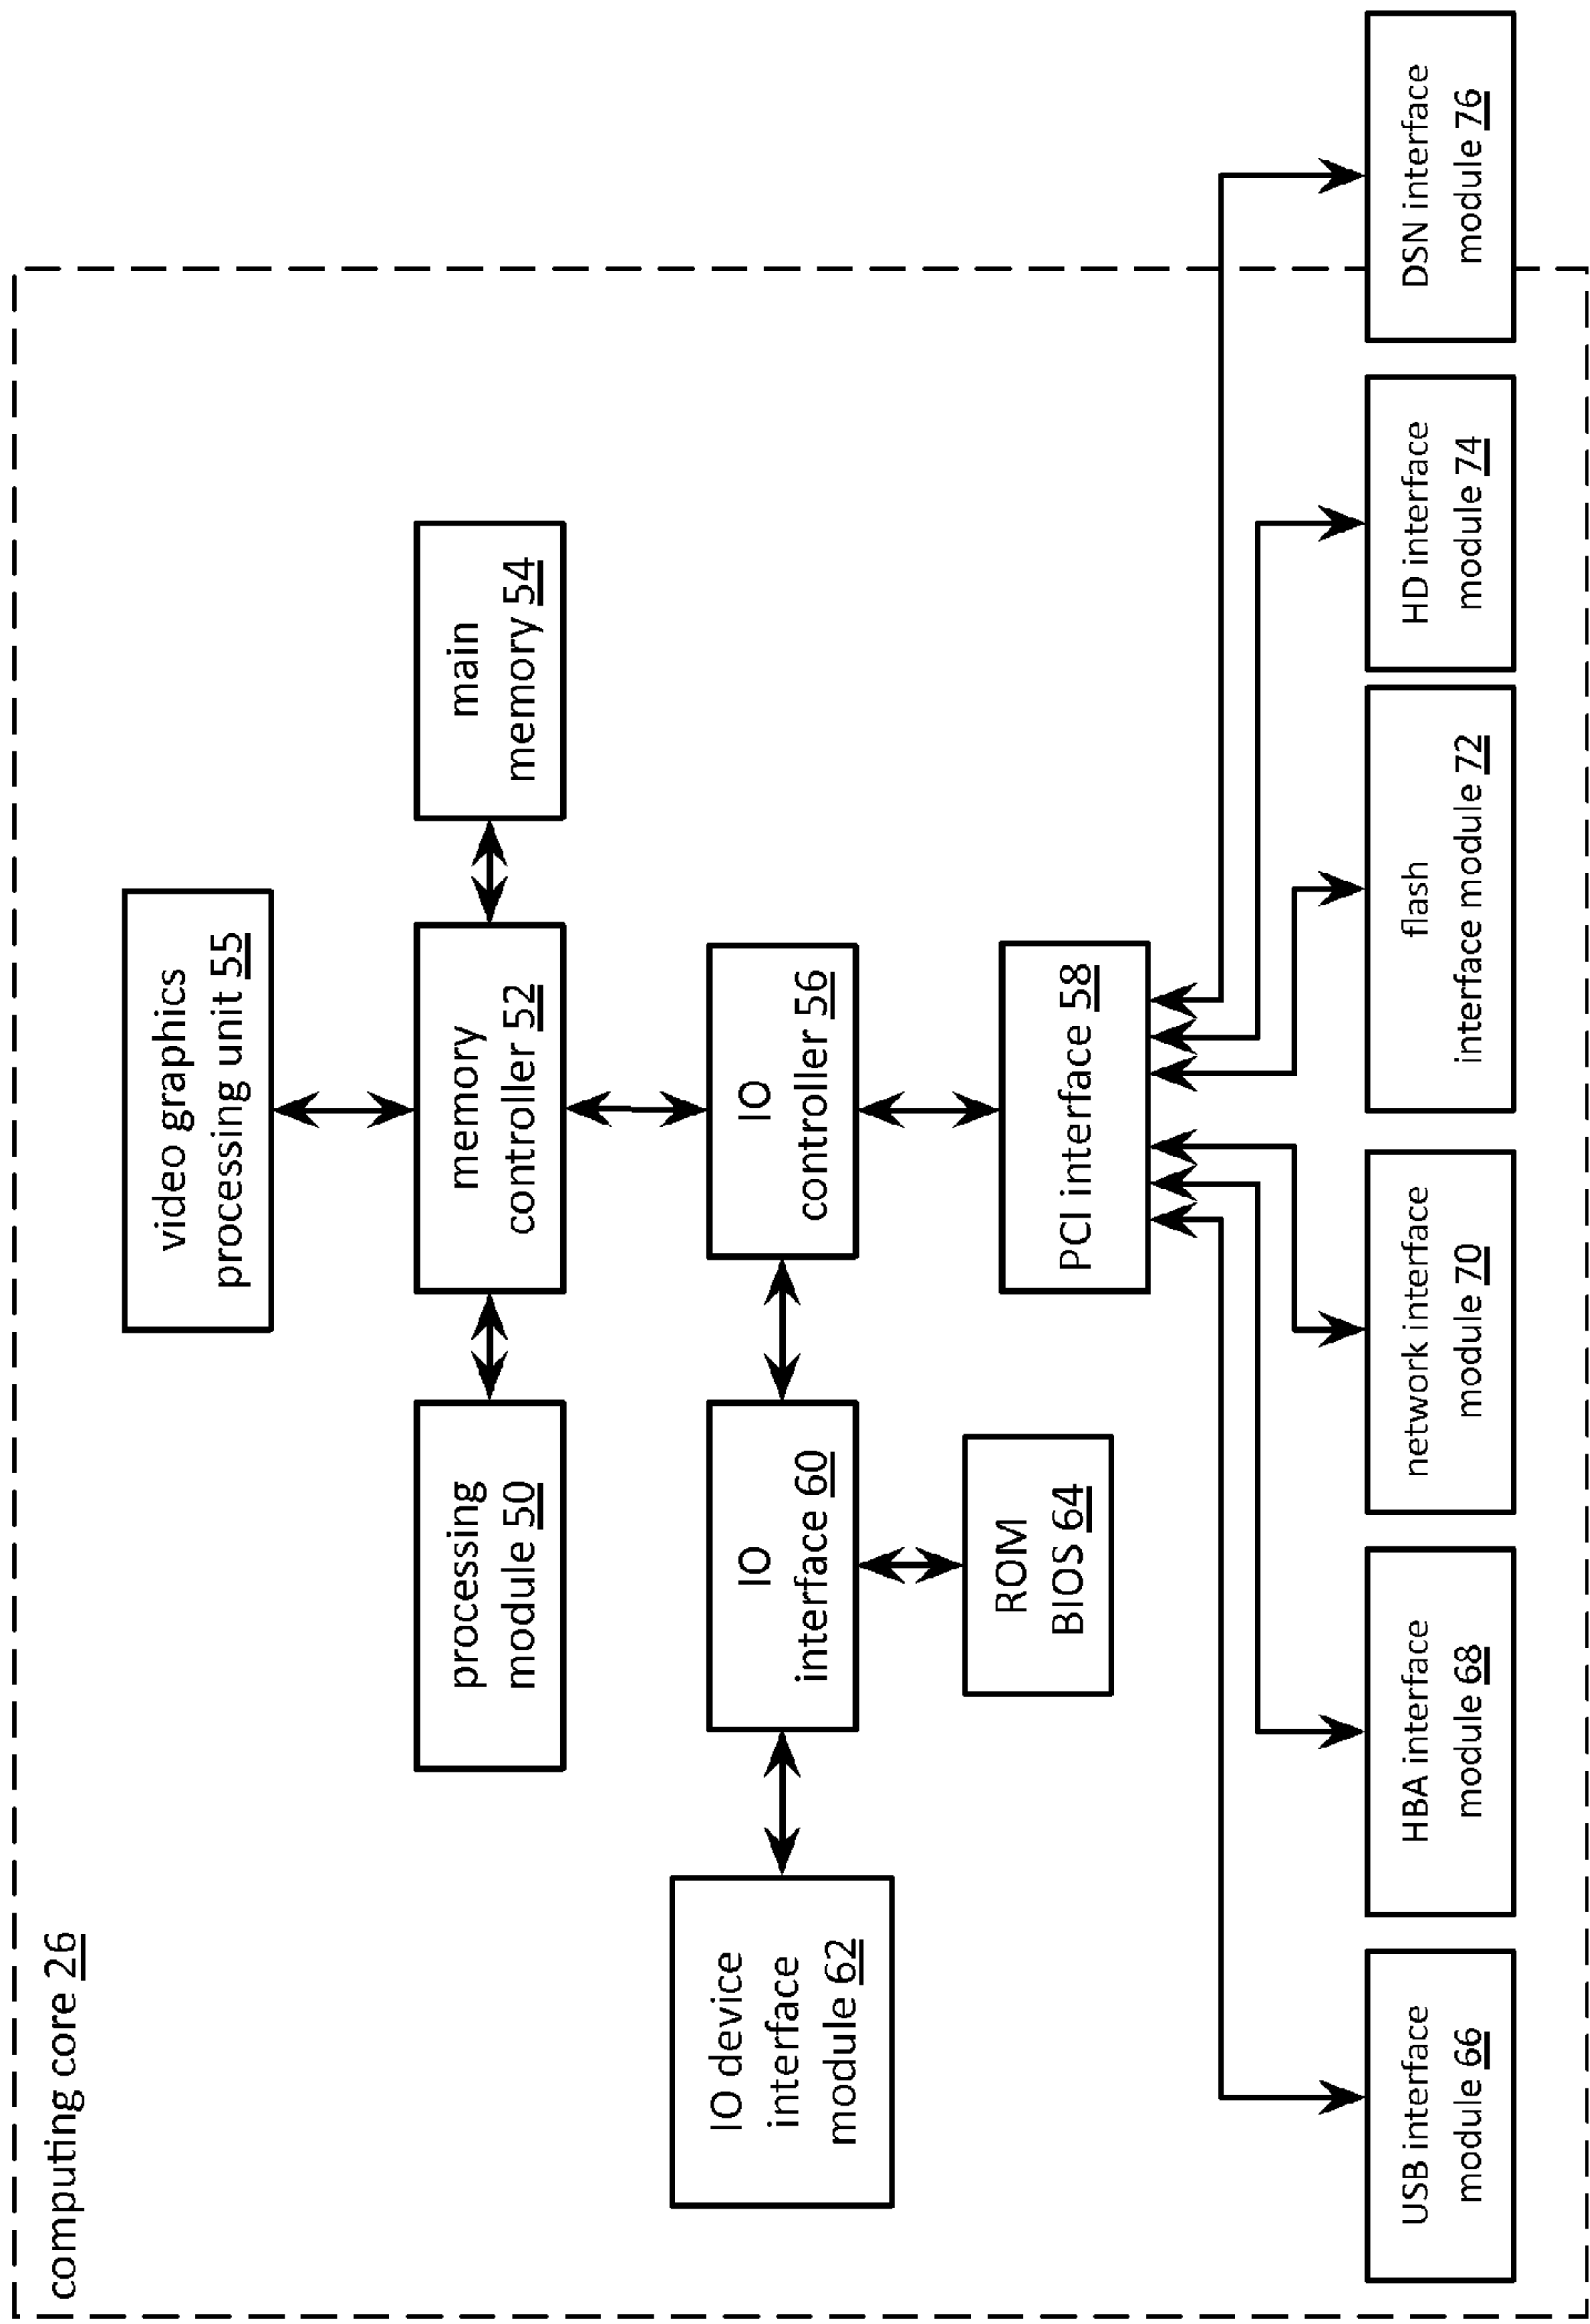 computing core 26
video graphics
processing unit 55
processing
module 50
memory
controller 52
main
memory 54
IO device
interface
module 62
IO
interface 60
IO
controller 56
ROM
BIOS 64
PCI interface 58
USB interface
module 66
HBA interface
module 68
network interface
module 70
flash
interface module 72
HD interface
module 74
DSN interface
module 76